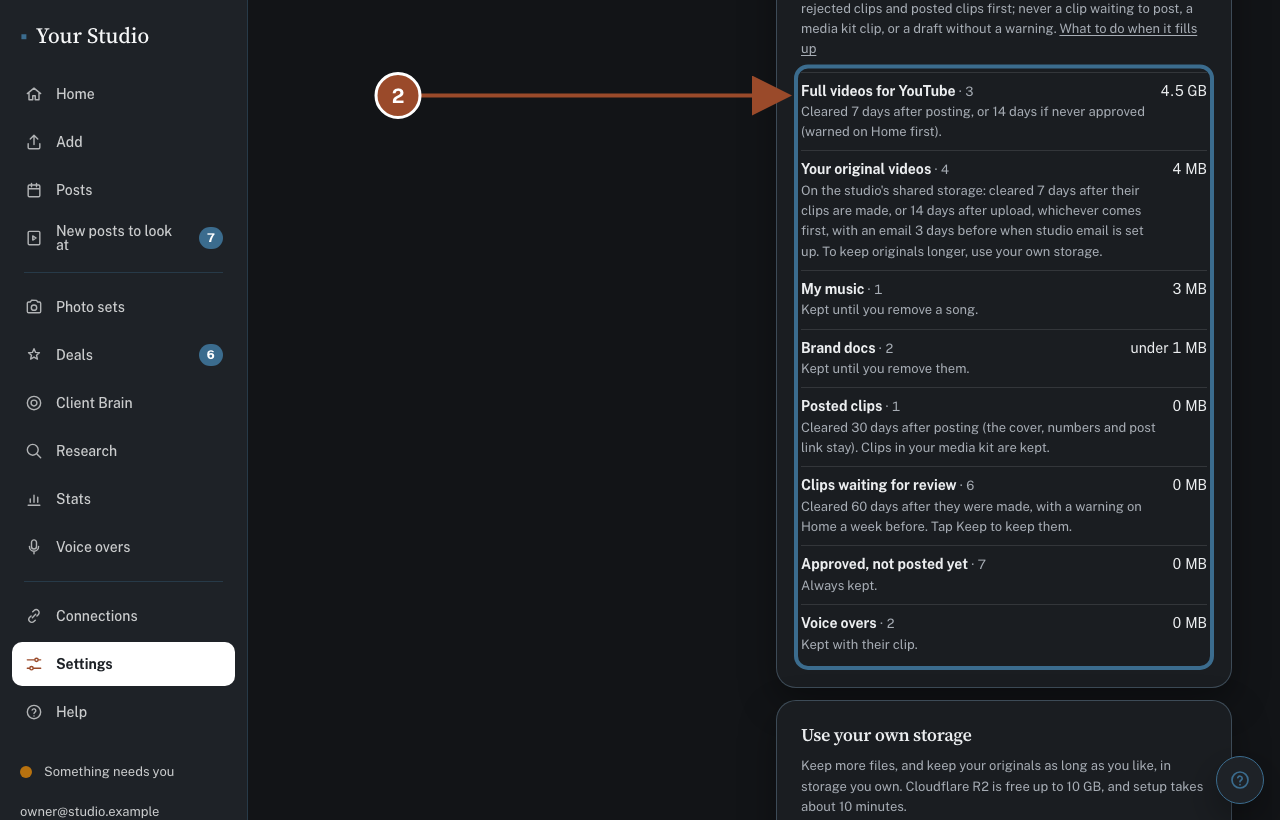 Your Studio
Home
Add
Posts
New posts to look
at
7
Photo sets
Deals
6
Client Brain
Research
Stats
Voice overs
Connections
Settings
Help
Something needs you
owner@studio.example
2
rejected clips and posted clips first; never a clip waiting to post, a
media kit clip, or a draft without a warning. What to do when it fills
up
Full videos for YouTube · 3 4.5 GB
Cleared 7 days after posting, or 14 days if never approved
(warned on Home first).
Your original videos · 4 4 MB
On the studio's shared storage: cleared 7 days after their
clips are made, or 14 days after upload, whichever comes
first, with an email 3 days before when studio email is set
up. To keep originals longer, use your own storage.
My music · 1 3 MB
Kept until you remove a song.
Brand docs · 2 under 1 MB
Kept until you remove them.
Posted clips · 1 0 MB
Cleared 30 days after posting (the cover, numbers and post
link stay). Clips in your media kit are kept.
Clips waiting for review · 6 0 MB
Cleared 60 days after they were made, with a warning on
Home a week before. Tap Keep to keep them.
Approved, not posted yet · 7 0 MB
Always kept.
Voice overs · 2 0 MB
Kept with their clip.
Use your own storage
Keep more files, and keep your originals as long as you like, in
storage you own. Cloudflare R2 is free up to 10 GB, and setup takes
about 10 minutes.